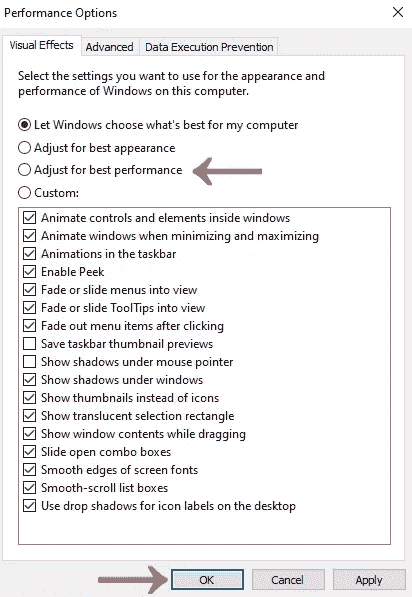 Performance Options
Visual Effects Advanced Data Execution Prevention
Select the settings you want to use for the appearance and
performance of Windows on this computer.
Let Windows choose what's best for my computer
Adjust for best appearance
Adjust for best performance
Custom:
Animate controls and elements inside windows
Animate windows when minimizing and maximizing
Animations in the taskbar
Enable Peek
Fade or slide menus into view
Fade or slide ToolTips into view
Fade out menu items after clicking
Save taskbar thumbnail previews
Show shadows under mouse pointer
Show shadows under windows
Show thumbnails instead of icons
Show translucent selection rectangle
Show window contents while dragging
Slide open combo boxes
Smooth edges of screen fonts
Smooth-scroll list boxes
Use drop shadows for icon labels on the desktop
OK Cancel Apply